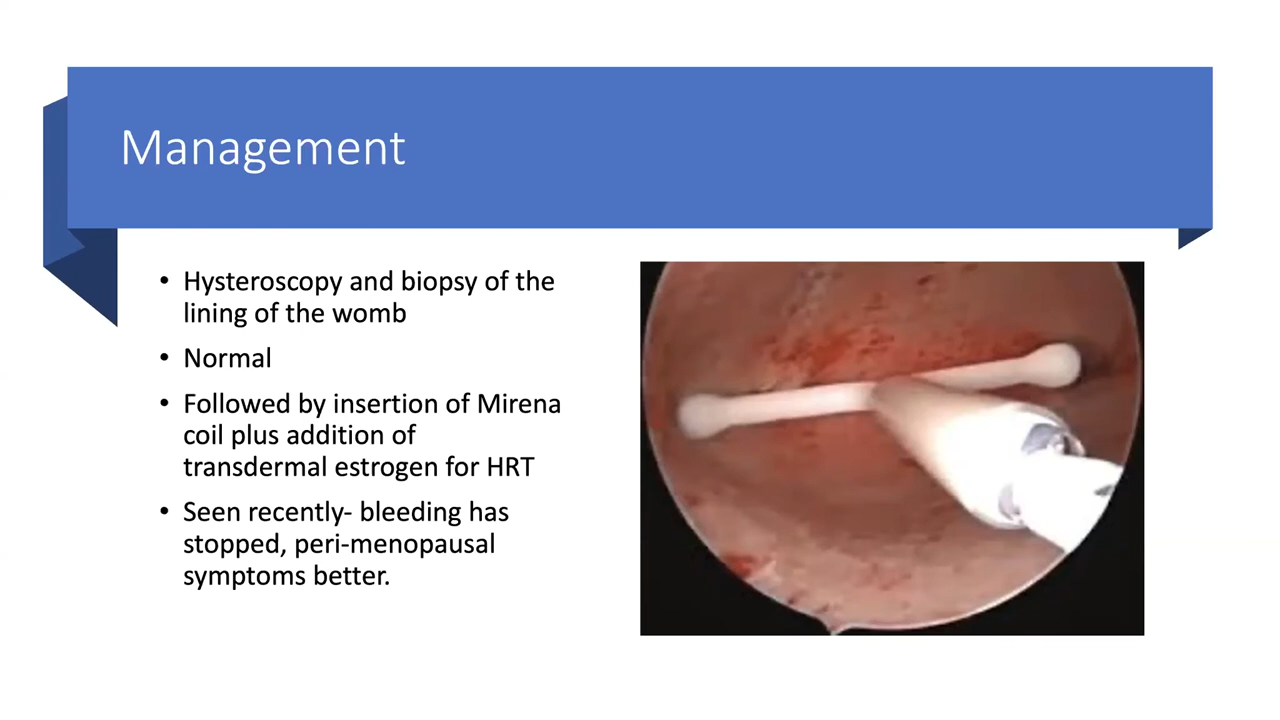 Management
• Hysteroscopy and biopsy of the
lining of the womb
• Normal
• Followed by insertion of Mirena
coil plus addition of
transdermal estrogen for HRT
• Seen recently- bleeding has
stopped, peri-menopausal
symptoms better.